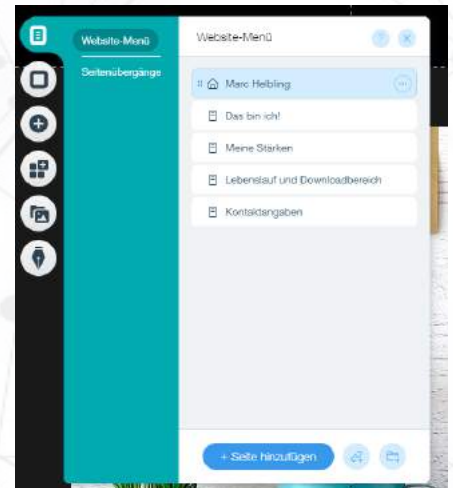 Website-Menü
Seitenübergänge
Website-Menü
?
Marc Helbling
Das bin ich!
Meine Stärken
Lebenslauf und Downloadbereich
Kontaktangaben
+ Seite hinzufügen